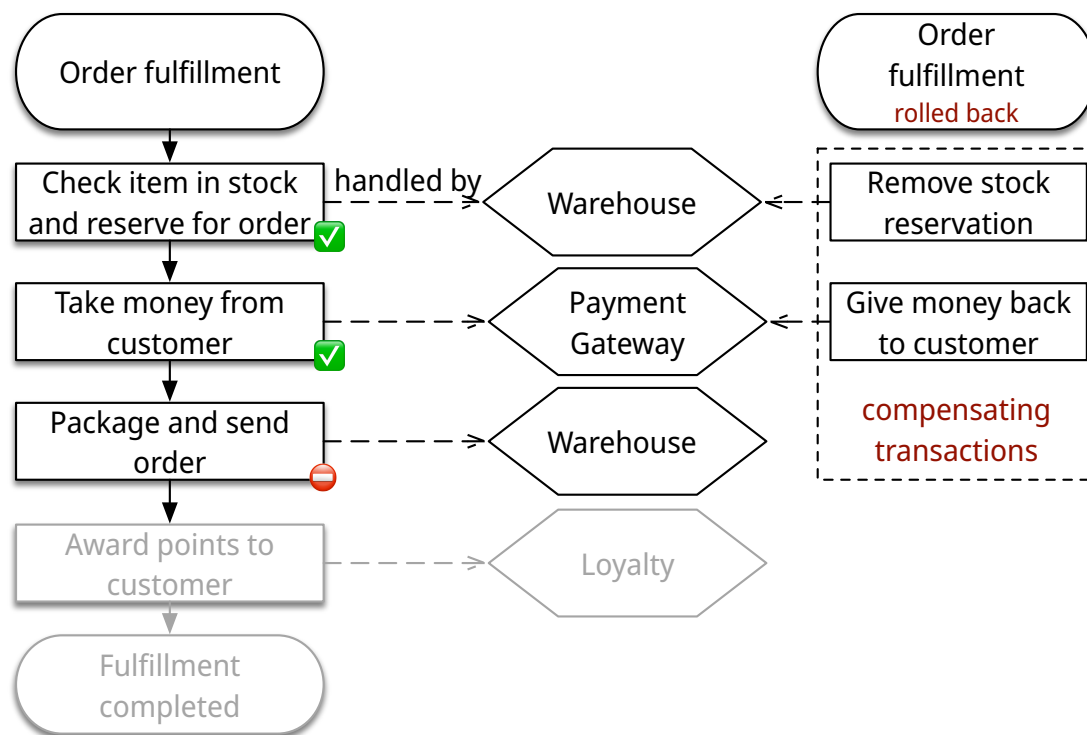 Order fulfillment
Order
fulfillment
rolled back
Check item in stock
and reserve for order
handled by
Warehouse
Remove stock
reservation
Take money from
customer
Payment
Gateway
Give money back
to customer
Package and send
order
Warehouse
compensating
transactions
Award points to
customer
Loyalty
Fulfillment
completed